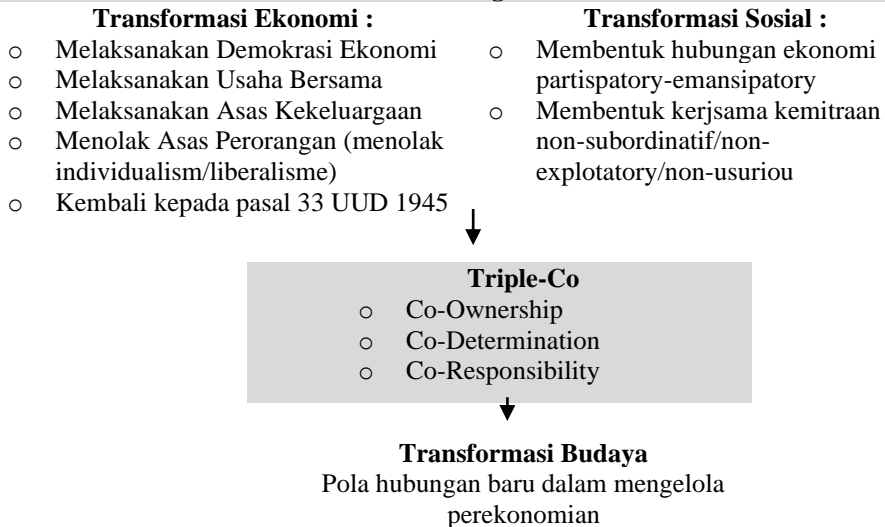 Transformasi Ekonomi :
o Melaksanakan Demokrasi Ekonomi
o Melaksanakan Usaha Bersama
o Melaksanakan Asas Kekeluargaan
o Menolak Asas Perorangan (menolak
individualism/liberalisme)
o Kembali kepada pasal 33 UUD 1945
Transformasi Sosial :
o Membentuk hubungan ekonomi
partispatory-emansipatory
o Membentuk kerjsama kemitraan
non-subordinatif/non-
explotatory/non-usuriou
Triple-Co
o Co-Ownership
o Co-Determination
o Co-Responsibility
Transformasi Budaya
Pola hubungan baru dalam mengelola
perekonomian